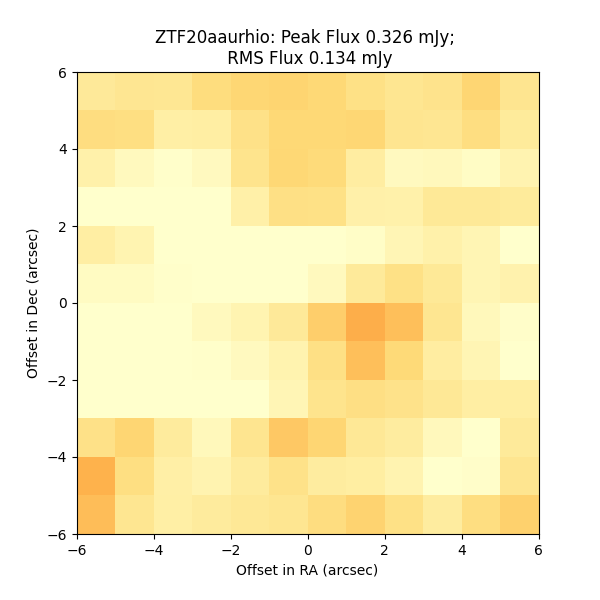 ZTF20aaurhio: Peak Flux 0.326 mJy;
RMS Flux 0.134 mJy
6
4
2
0
−2
−4
−6
Offset in Dec (arcsec)
−6 −4 −2 0 2 4 6
Offset in RA (arcsec)